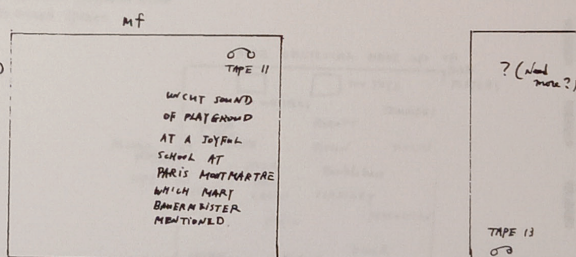 mf
TAPE 11
UNCUT SOUND
OF PLAYGROUD
AT A JOYFUL
SCHOOL AT
PARIS MONTMARTRE
WHICH MARY
BAUERMEISTER
MENTIONED.
? (Need
more?)
TAPE 13